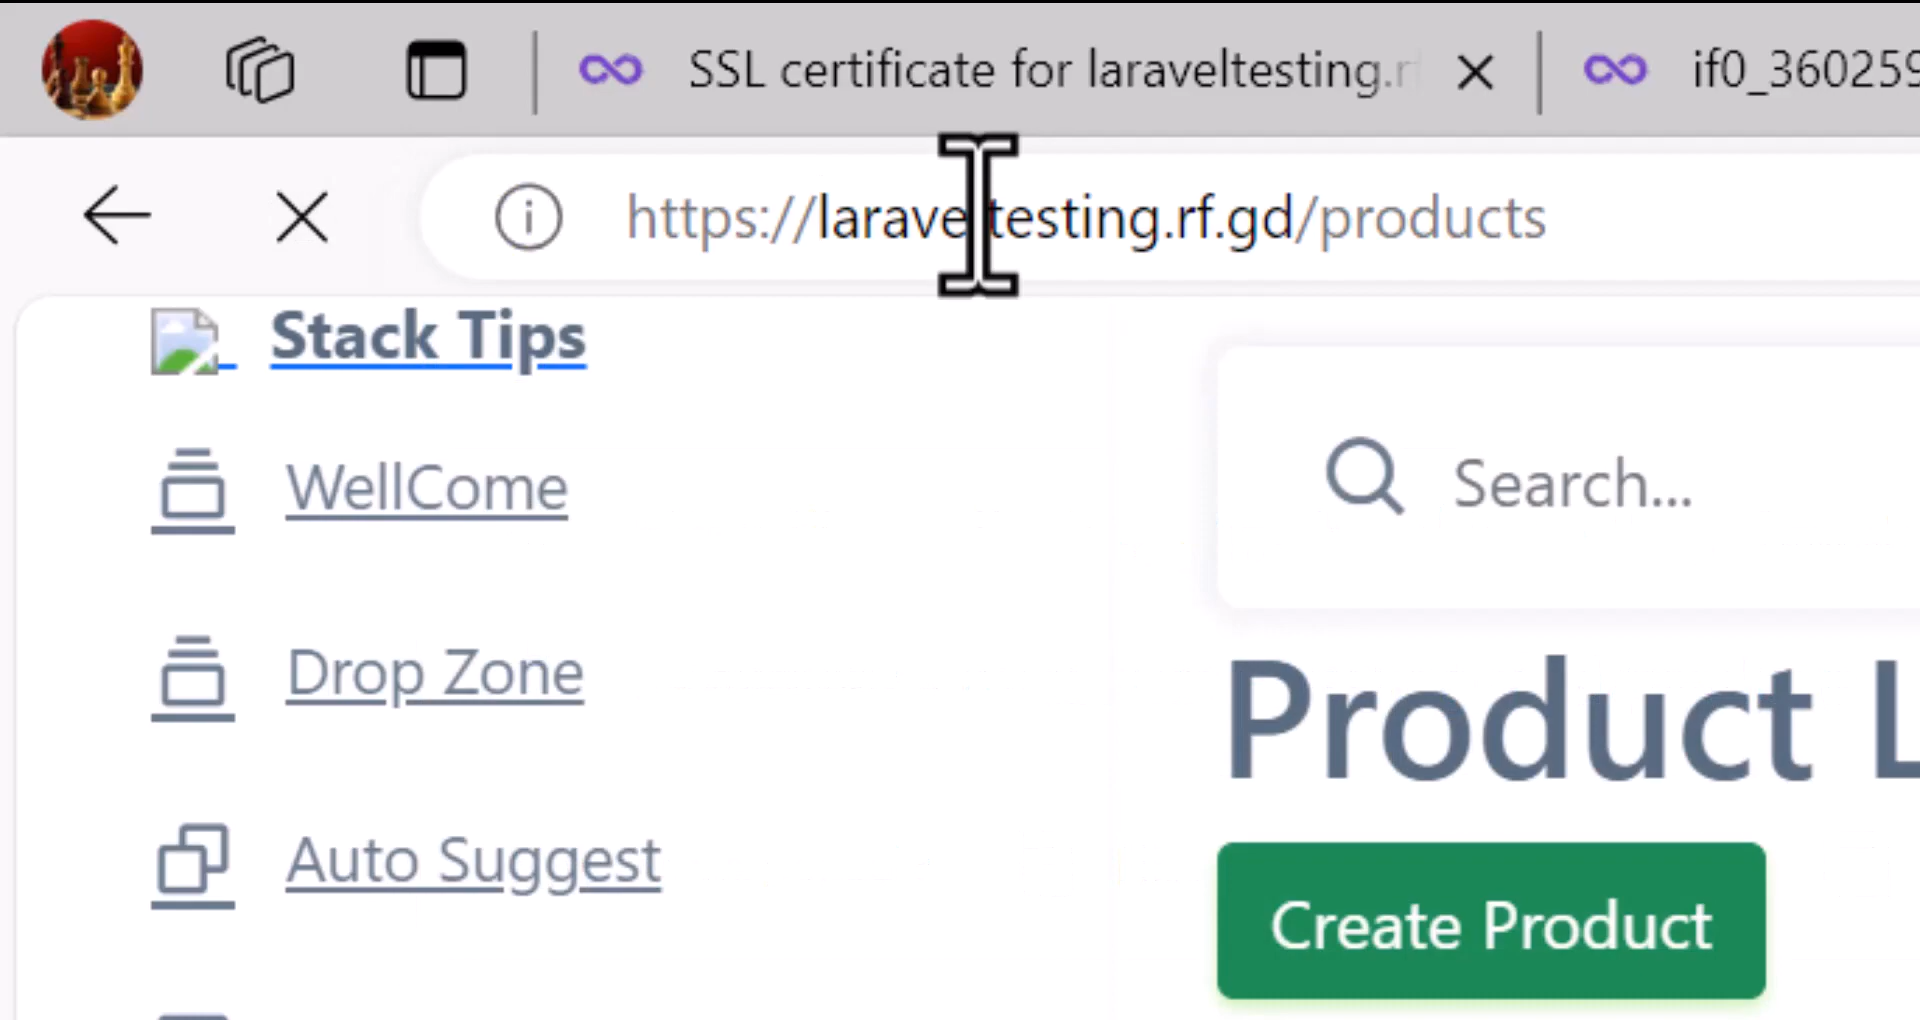 SSL certificate for laraveltesting.r
if0_360259
https://laraveltesting.rf.gd/products
Stack Tips
WellCome
Search...
Drop Zone
Product L
Auto Suggest
Create Product